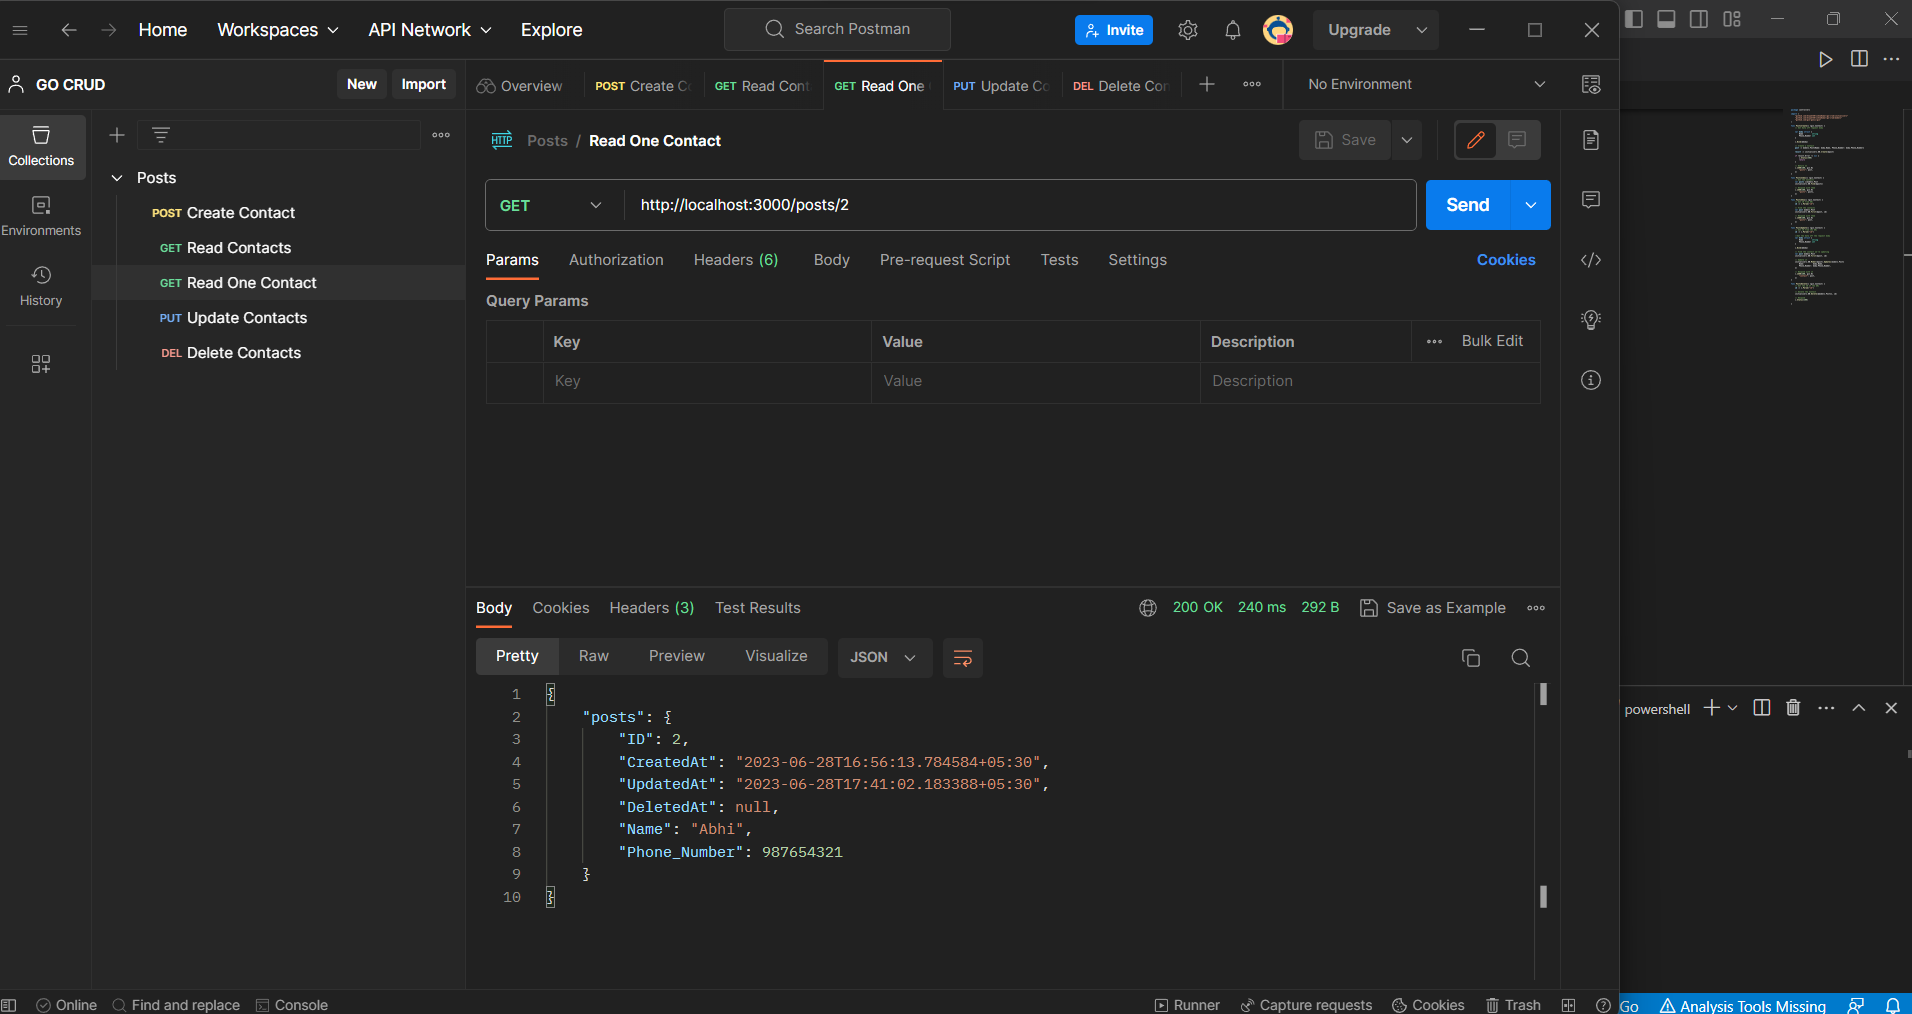 Home Workspaces API Network Explore Search Postman Invite Upgrade
GO CRUD New Import Overview POST Create Co GET Read Cont GET Read One PUT Update Co DEL Delete Con No Environment
Collections
Environments
History
Posts
POST Create Contact
GET Read Contacts
GET Read One Contact
PUT Update Contacts
DEL Delete Contacts
HTTP Posts / Read One Contact Save
GET http://localhost:3000/posts/2 Send
Params Authorization Headers (6) Body Pre-request Script Tests Settings Cookies
Query Params
Key Value Description Bulk Edit
Key Value Description
Body Cookies Headers (3) Test Results 200 OK 240 ms 292 B Save as Example
Pretty Raw Preview Visualize JSON
1 {
2 "posts": {
3 "ID": 2,
4 "CreatedAt": "2023-06-28T16:56:13.784584+05:30",
5 "UpdatedAt": "2023-06-28T17:41:02.183388+05:30",
6 "DeletedAt": null,
7 "Name": "Abhi",
8 "Phone_Number": 987654321
9 }
10 }
powershell
Online Find and replace Console Runner Capture requests Cookies Trash Go Analysis Tools Missing